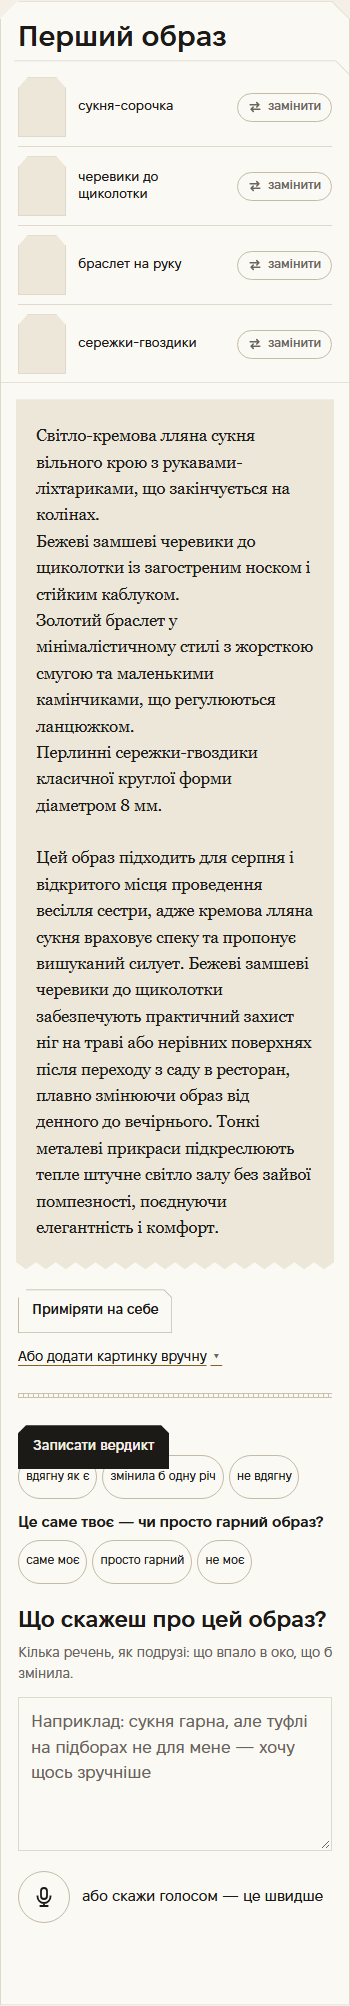 Перший образ
сукня-сорочка
замінити
черевики до
щиколотки
замінити
браслет на руку
замінити
сережки-гвоздики
замінити
Світло-кремова лляна сукня
вільного крою з рукавами-
ліхтариками, що закінчується на
колінах.
Бежеві замшеві черевики до
щиколотки із загостреним носком і
стійким каблуком.
Золотий браслет у
мінімалістичному стилі з жорсткою
смугою та маленькими
камінчиками, що регулюються
ланцюжком.
Перлинні сережки-гвоздики
класичної круглої форми
діаметром 8 мм.
Цей образ підходить для серпня і
відкритого місця проведення
весілля сестри, адже кремова лляна
сукня враховує спеку та пропонує
вишуканий силует. Бежеві замшеві
черевики до щиколотки
забезпечують практичний захист
ніг на траві або нерівних поверхнях
після переходу з саду в ресторан,
плавно змінюючи образ від
денного до вечірнього. Тонкі
металеві прикраси підкреслюють
тепле штучне світло залу без зайвої
помпезності, поєднуючи
елегантність і комфорт.
Приміряти на себе
Або додати картинку вручну
Записати вердикт
вдягну як є
змінила б одну річ
не вдягну
Це саме твоє — чи просто гарний образ?
саме моє
просто гарний
не моє
Що скажеш про цей образ?
Кілька речень, як подрузі: що впало в око, що б
змінила.
Наприклад: сукня гарна, але туфлі
на підборах не для мене — хочу
щось зручніше
або скажи голосом — це швидше